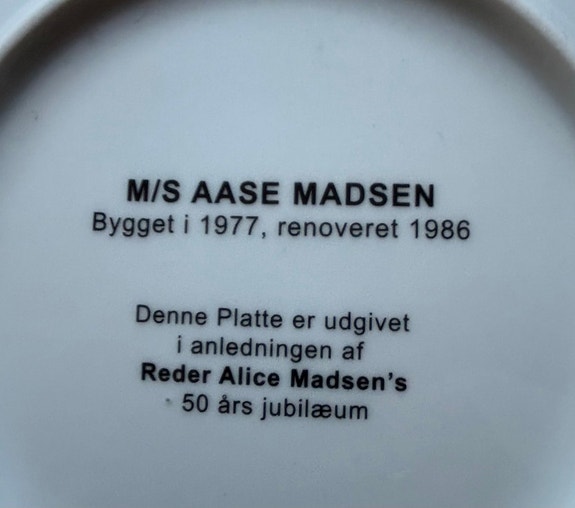 M/S AASE MADSEN
Bygget i 1977, renoveret 1986
Denne Platte er udgivet
i anledningen af
Reder Alice Madsen's
50 års jubilæum